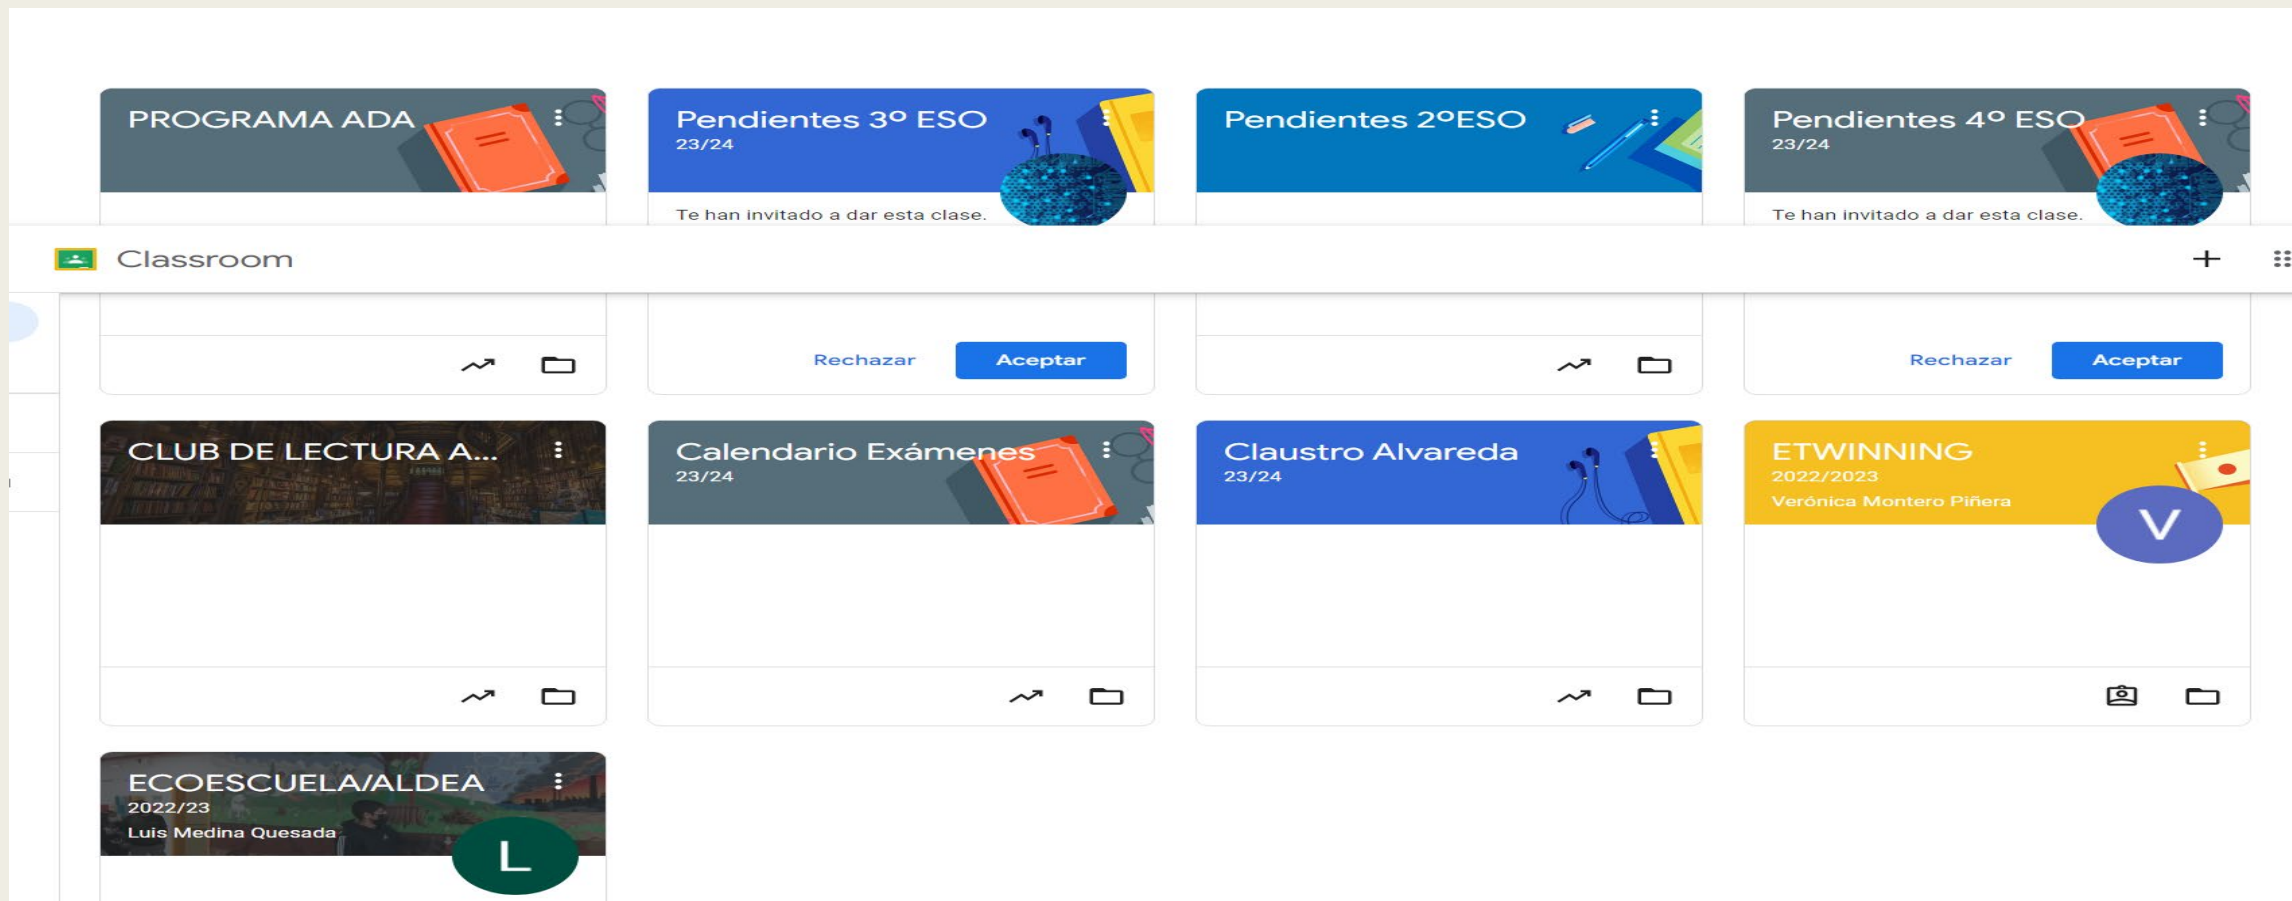 PROGRAMA ADA
Pendientes 3º ESO
23/24
Te han invitado a dar esta clase.
Pendientes 2ºESO
Pendientes 4º ESO
23/24
Te han invitado a dar esta clase.
Classroom
Rechazar
Aceptar
Rechazar
Aceptar
CLUB DE LECTURA A...
Calendario Exámenes
23/24
Claustro Alvareda
23/24
ETWINNING
2022/2023
Verónica Montero Piñera
V
ECOESCUELA/ALDEA
2022/23
Luis Medina Quesada
L